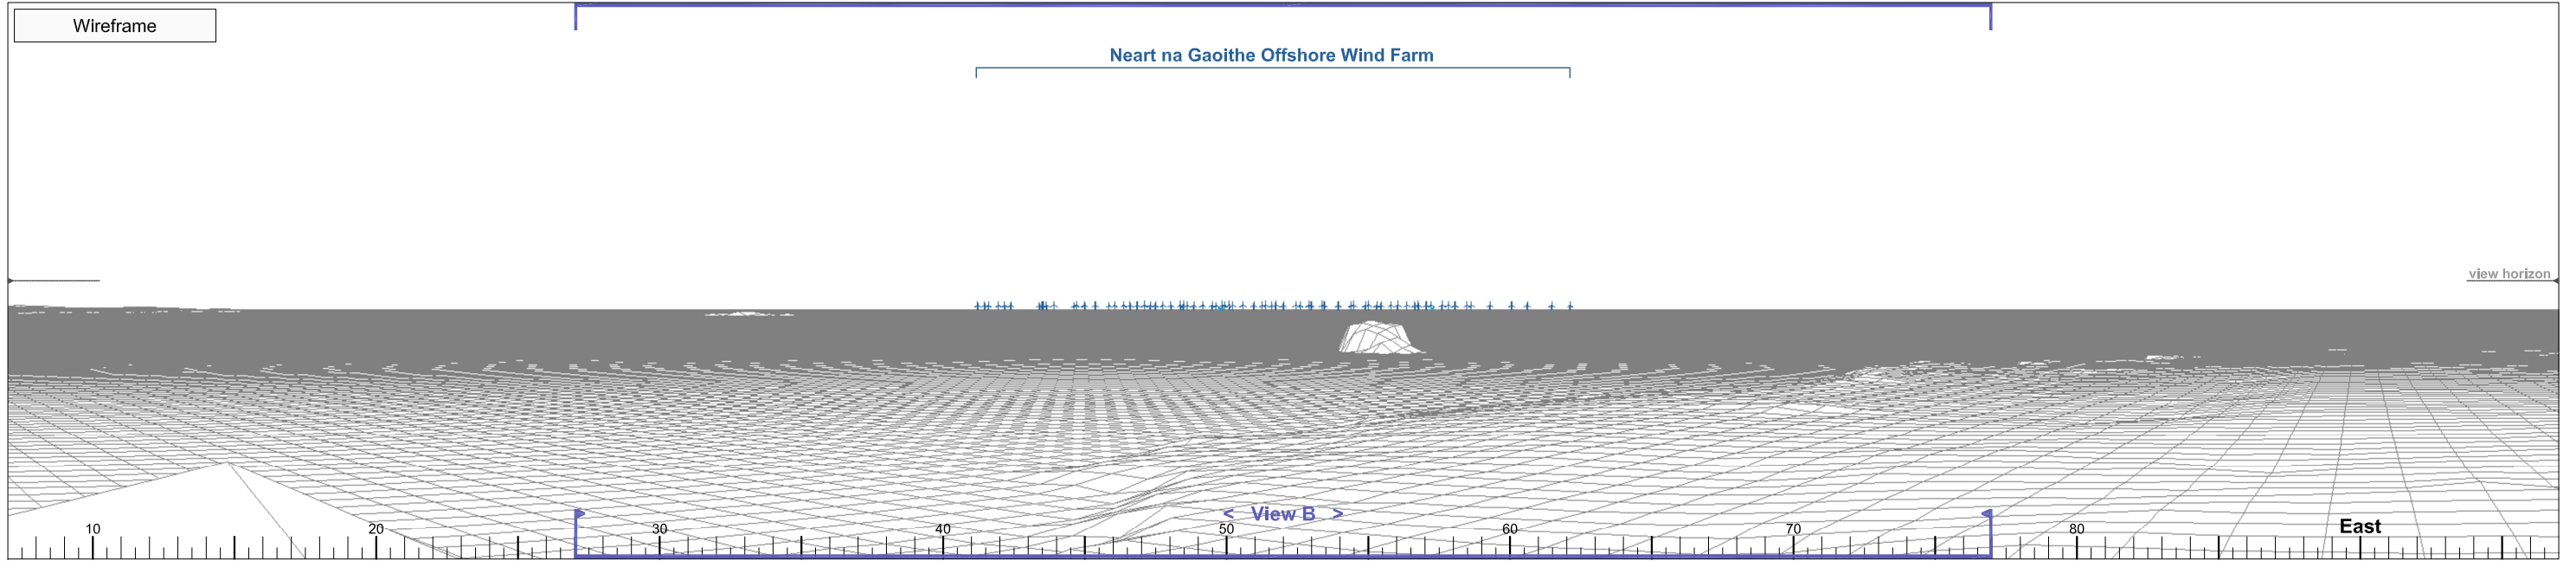 Wireframe
Neart na Gaoithe Offshore Wind Farm
view horizon
< View B >
10 20 30 40 50 60 70 80 East